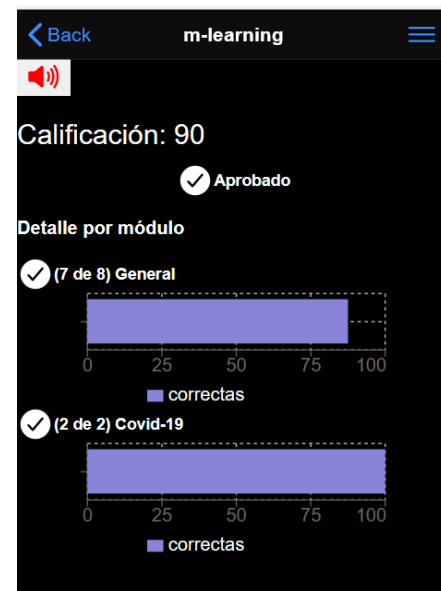 Back m-learning
Calificación: 90
Aprobado
Detalle por módulo
(7 de 8) General
0 25 50 75 100
correctas
(2 de 2) Covid-19
0 25 50 75 100
correctas